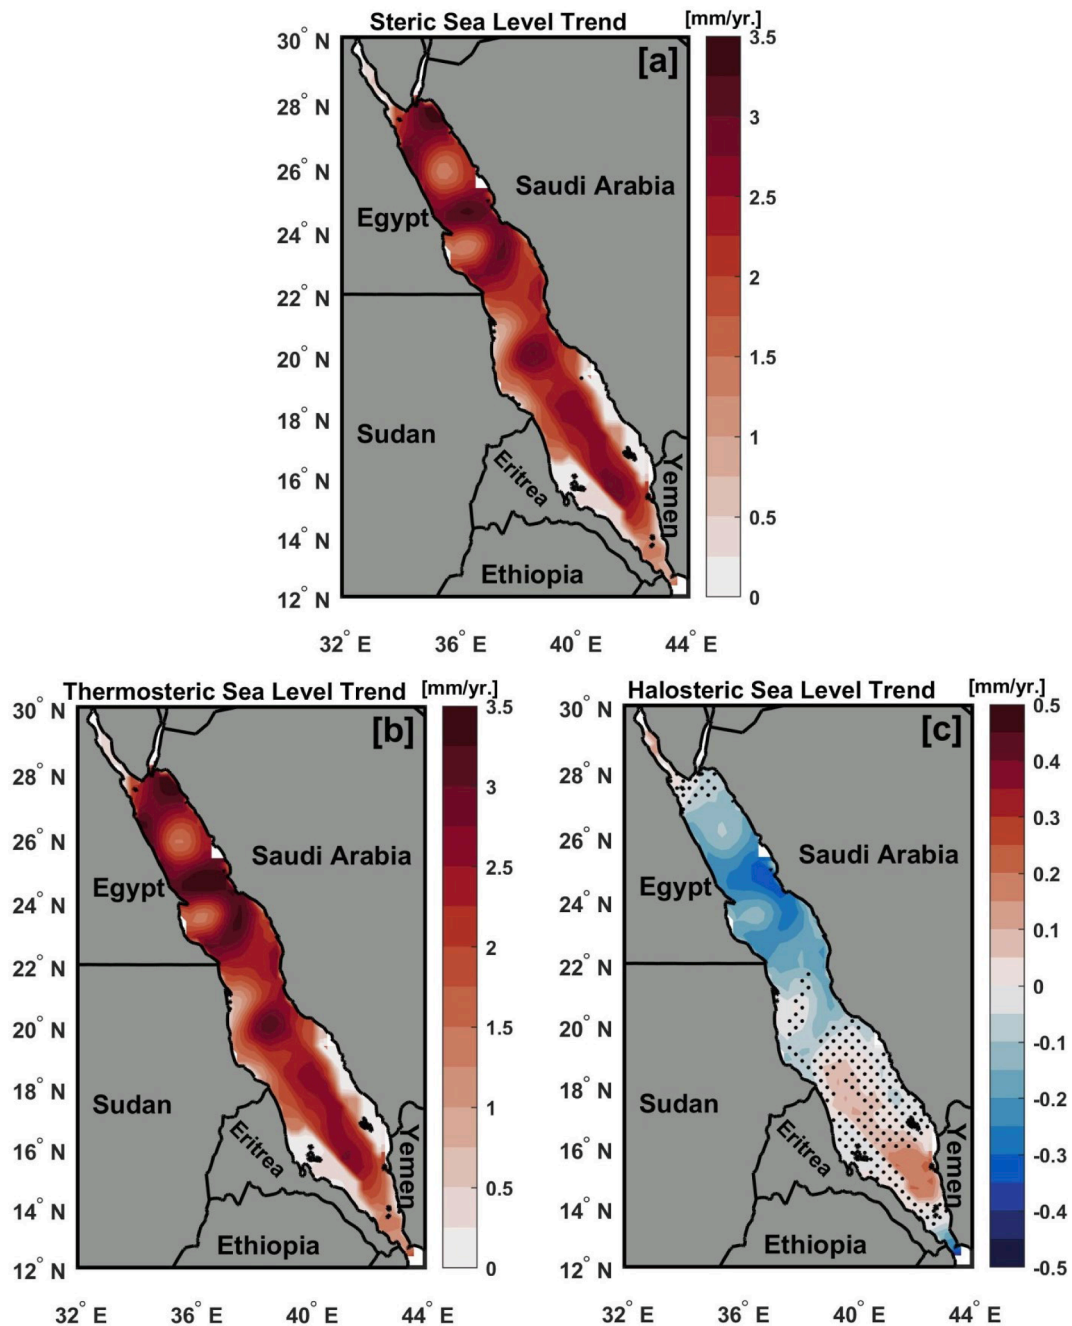 Steric Sea Level Trend
[mm/yr.]
[a]
30° N
28° N
26° N
24° N
22° N
20° N
18° N
16° N
14° N
12° N
32° E
36° E
40° E
44° E
Saudi Arabia
Egypt
Sudan
Eritrea
Yemen
Ethiopia
3.5
3
2.5
2
1.5
1
0.5
0
Thermosteric Sea Level Trend
[mm/yr.]
[b]
30° N
28° N
26° N
24° N
22° N
20° N
18° N
16° N
14° N
12° N
32° E
36° E
40° E
44° E
Saudi Arabia
Egypt
Sudan
Eritrea
Yemen
Ethiopia
3.5
3
2.5
2
1.5
1
0.5
0
Halosteric Sea Level Trend
[mm/yr.]
[c]
30° N
28° N
26° N
24° N
22° N
20° N
18° N
16° N
14° N
12° N
32° E
36° E
40° E
44° E
Saudi Arabia
Egypt
Sudan
Eritrea
Yemen
Ethiopia
0.5
0.4
0.3
0.2
0.1
0
-0.1
-0.2
-0.3
-0.4
-0.5